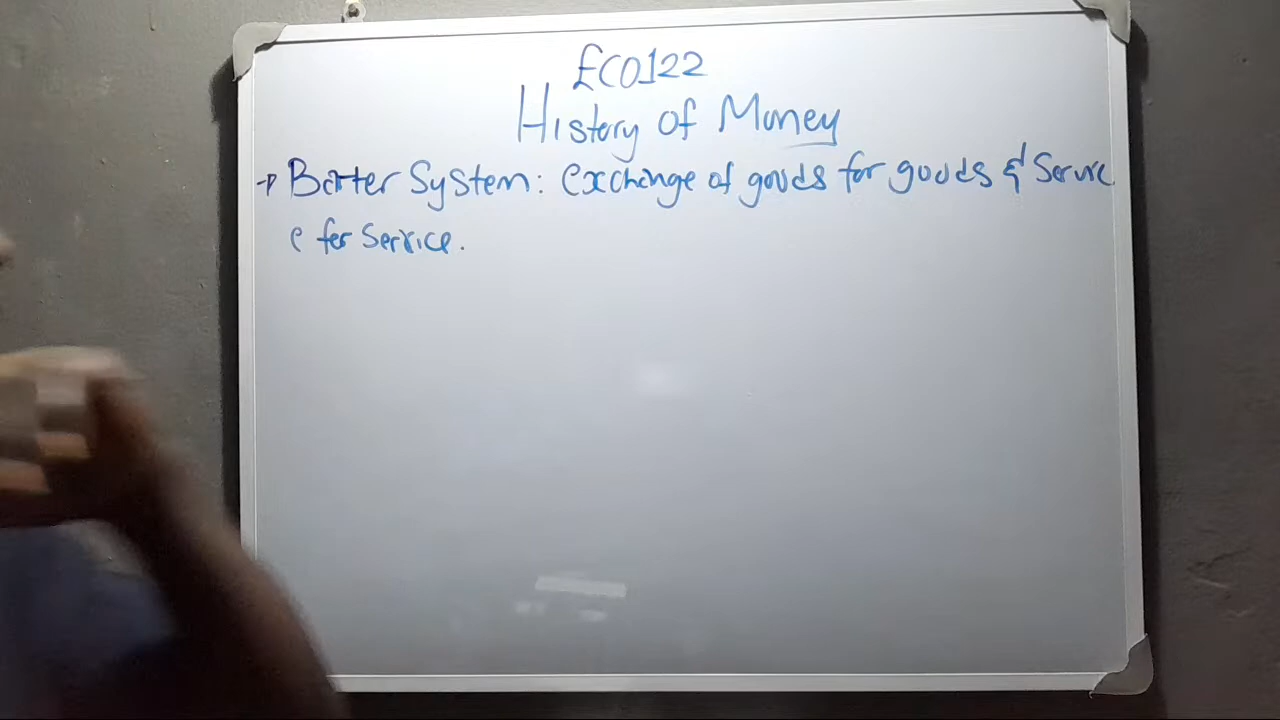 ECO122
History of Money
→ Barter System: exchange of goods for goods & Servic
e for Service.